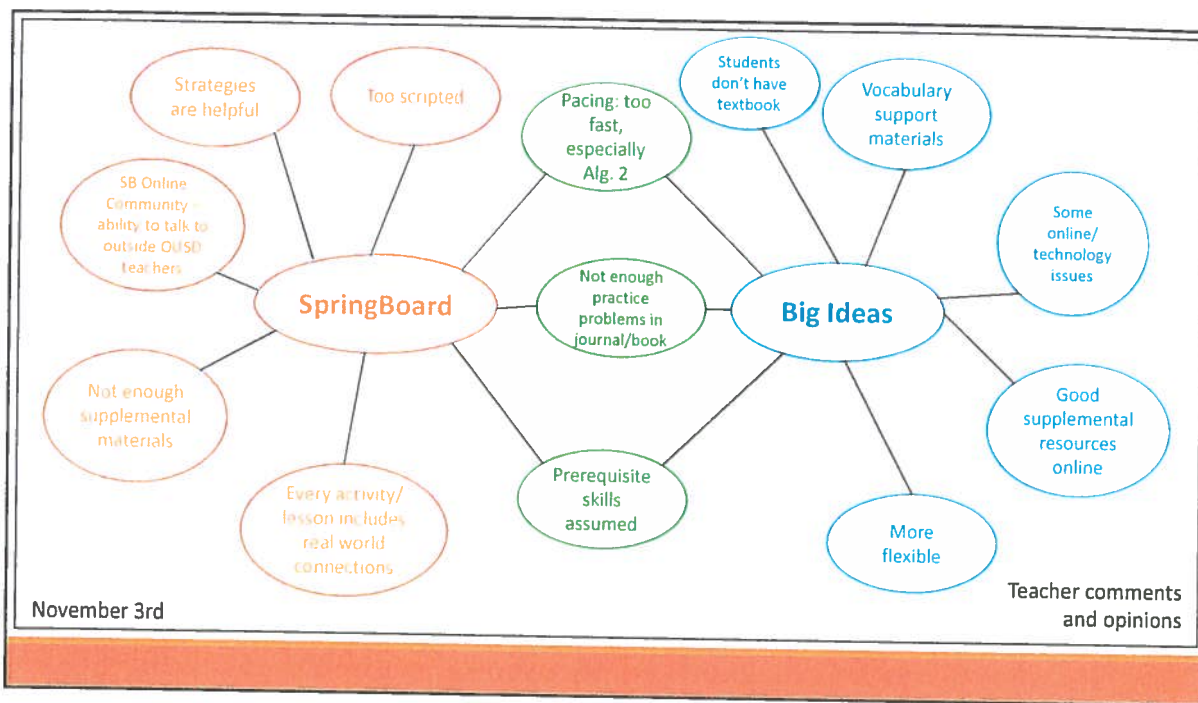 Strategies
are helpful
Too scripted
Pacing: too
fast,
especially
Alg. 2
Students
don't have
textbook
Vocabulary
support
materials
SB Online
Community -
ability to talk to
outside OUSD
teachers
Some
online/
technology
issues
SpringBoard
Not enough
practice
problems in
journal/book
Big Ideas
Not enough
supplemental
materials
Good
supplemental
resources
online
Every activity/
lesson includes
real world
connections
Prerequisite
skills
assumed
More
flexible
November 3rd
Teacher comments
and opinions